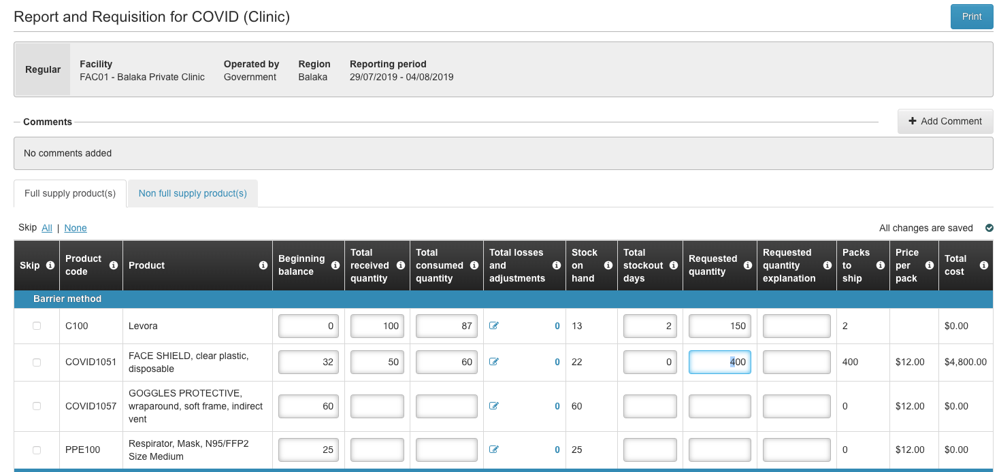 Report and Requisition for COVID (Clinic)
Print
Regular
Facility
FAC01 - Balaka Private Clinic
Operated by
Government
Region
Balaka
Reporting period
29/07/2019 - 04/08/2019
Comments
Add Comment
No comments added
Full supply product(s)
Non full supply product(s)
Skip All | None
All changes are saved
Skip
Product code
Product
Beginning balance
Total received quantity
Total consumed quantity
Total losses and adjustments
Stock on hand
Total stockout days
Requested quantity
Requested quantity explanation
Packs to ship
Price per pack
Total cost
Barrier method
C100 Levora 0 100 87 0 13 2 150 2 $0.00
COVID1051 FACE SHIELD, clear plastic, disposable 32 50 60 0 22 0 400 400 $12.00 $4,800.00
COVID1057 GOGGLES PROTECTIVE, wraparound, soft frame, indirect vent 60 0 60 0 $12.00 $0.00
PPE100 Respirator, Mask, N95/FFP2 Size Medium 25 0 25 0 $12.00 $0.00